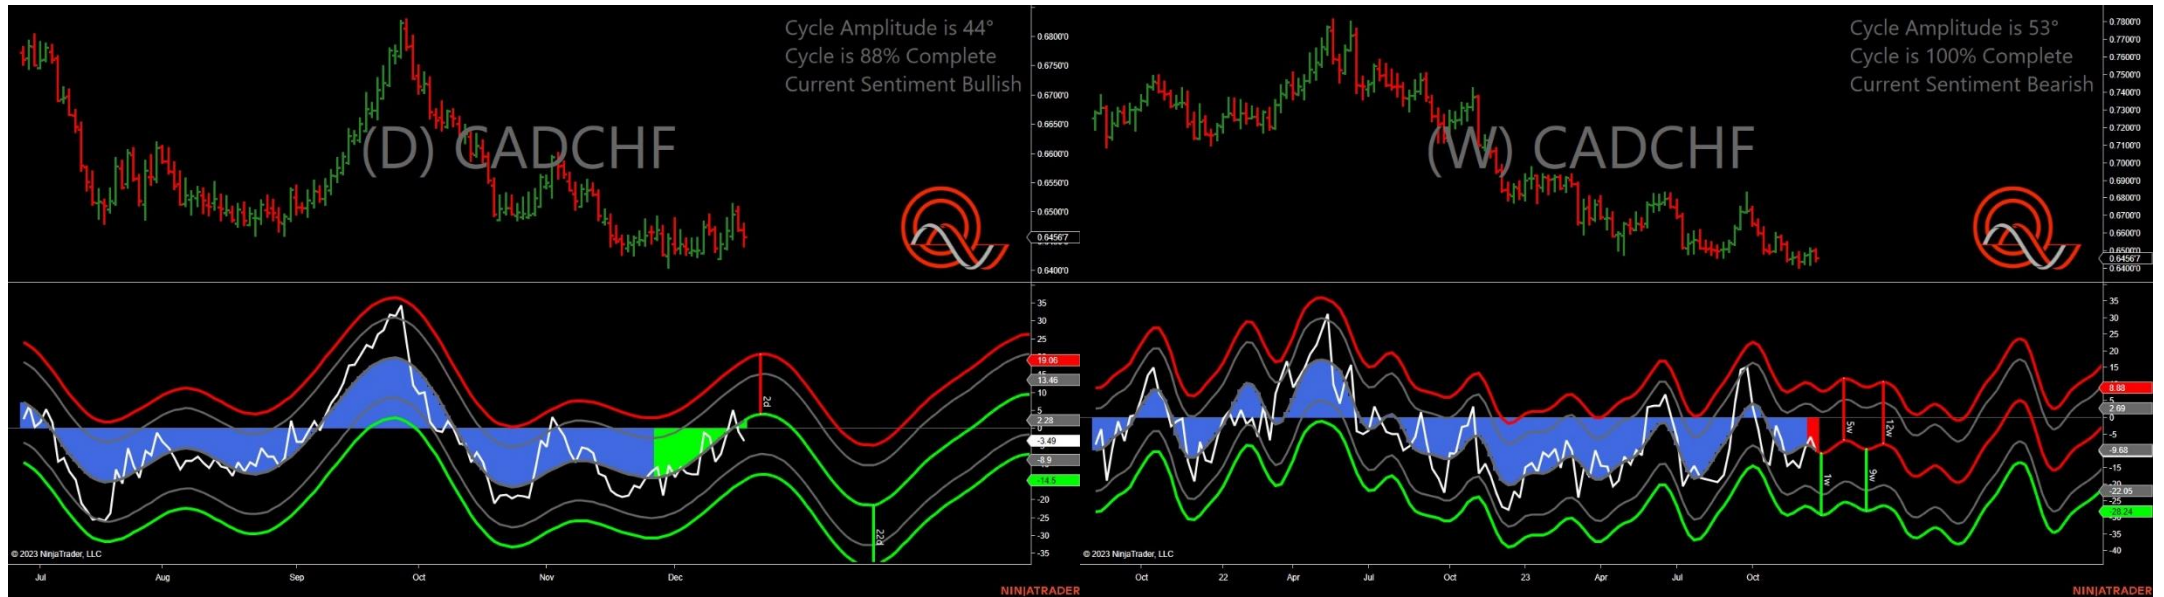 Cycle Amplitude is 44°
Cycle is 88% Complete
Current Sentiment Bullish
(D) CADCHF
0.6800'0
0.6750'0
0.6700'0
0.6650'0
0.6600'0
0.6550'0
0.6500'0
0.6456'7
0.6400'0
35
30
25
19.06
15
13.46
10
5
2.28
0
-3.49
-8.9
-14.5
-20
-25
-30
-35
2d
22d
© 2023 NinjaTrader, LLC
Jul
Aug
Sep
Oct
Nov
Dec
NINJATRADER
Cycle Amplitude is 53°
Cycle is 100% Complete
Current Sentiment Bearish
(W) CADCHF
0.7800'0
0.7700'0
0.7600'0
0.7500'0
0.7400'0
0.7300'0
0.7200'0
0.7100'0
0.7000'0
0.6900'0
0.6800'0
0.6700'0
0.6600'0
0.6500'0
0.6456'7
0.6400'0
35
30
25
20
15
8.88
2.69
0
-5
-9.68
-15
-22.05
-28.24
-35
-40
1w
5w
9w
12w
© 2023 NinjaTrader, LLC
Oct
22
Apr
Jul
Oct
23
Apr
Jul
Oct
NINJATRADER